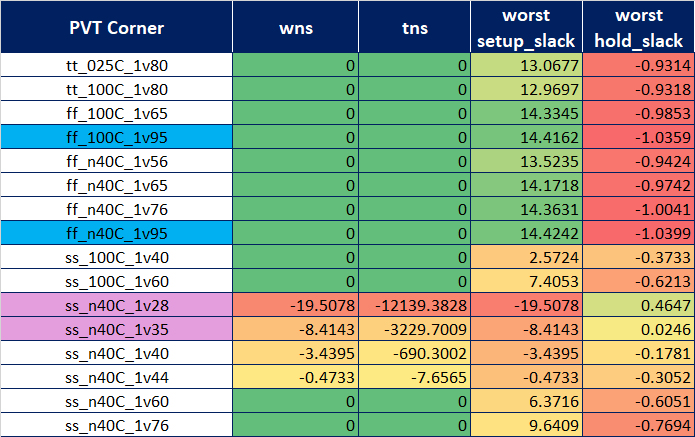 PVT Corner wns tns worst setup_slack worst hold_slack
tt_025C_1v80 0 0 13.0677 -0.9314
tt_100C_1v80 0 0 12.9697 -0.9318
ff_100C_1v65 0 0 14.3345 -0.9853
ff_100C_1v95 0 0 14.4162 -1.0359
ff_n40C_1v56 0 0 13.5235 -0.9424
ff_n40C_1v65 0 0 14.1718 -0.9742
ff_n40C_1v76 0 0 14.3631 -1.0041
ff_n40C_1v95 0 0 14.4242 -1.0399
ss_100C_1v40 0 0 2.5724 -0.3733
ss_100C_1v60 0 0 7.4053 -0.6213
ss_n40C_1v28 -19.5078 -12139.3828 -19.5078 0.4647
ss_n40C_1v35 -8.4143 -3229.7009 -8.4143 0.0246
ss_n40C_1v40 -3.4395 -690.3002 -3.4395 -0.1781
ss_n40C_1v44 -0.4733 -7.6565 -0.4733 -0.3052
ss_n40C_1v60 0 0 6.3716 -0.6051
ss_n40C_1v76 0 0 9.6409 -0.7694